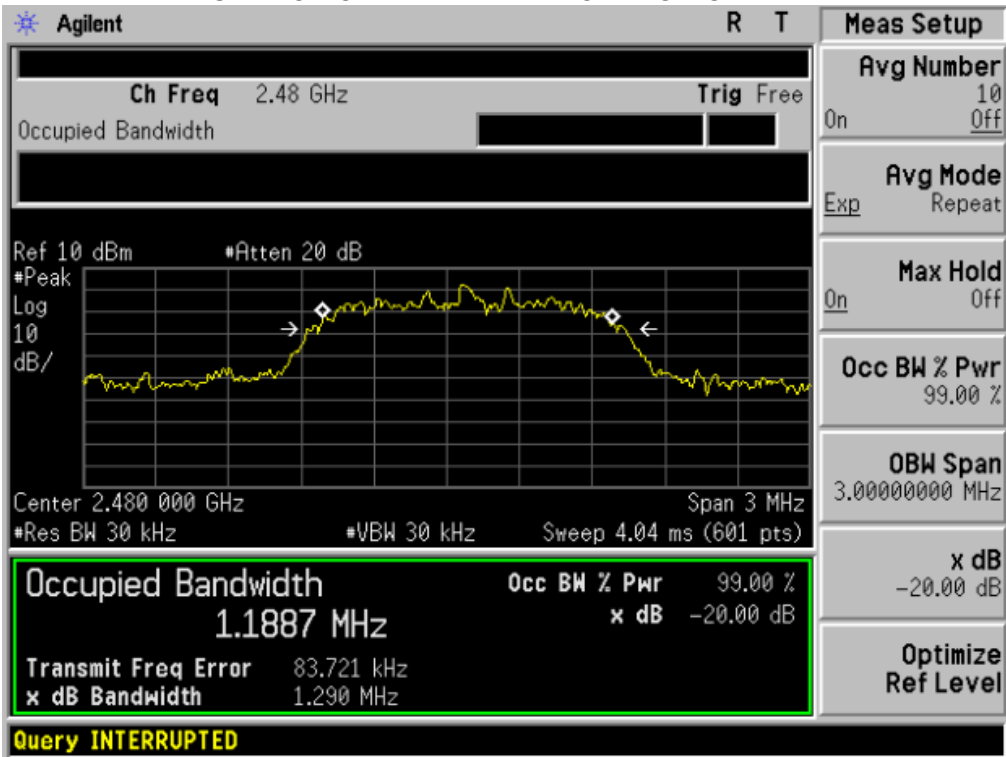 Agilent R T
Meas Setup
Ch Freq 2.48 GHz Trig Free
Occupied Bandwidth
Ref 10 dBm #Atten 20 dB
#Peak
Log
10
dB/
Center 2.480 000 GHz Span 3 MHz
#Res BW 30 kHz #VBW 30 kHz Sweep 4.04 ms (601 pts)
Occupied Bandwidth Occ BW % Pwr 99.00 %
1.1887 MHz x dB -20.00 dB
Transmit Freq Error 83.721 kHz
x dB Bandwidth 1.290 MHz
Query INTERRUPTED
Avg Number
10
On Off
Avg Mode
Exp Repeat
Max Hold
On Off
Occ BW % Pwr
99.00 %
OBW Span
3.00000000 MHz
x dB
-20.00 dB
Optimize
Ref Level